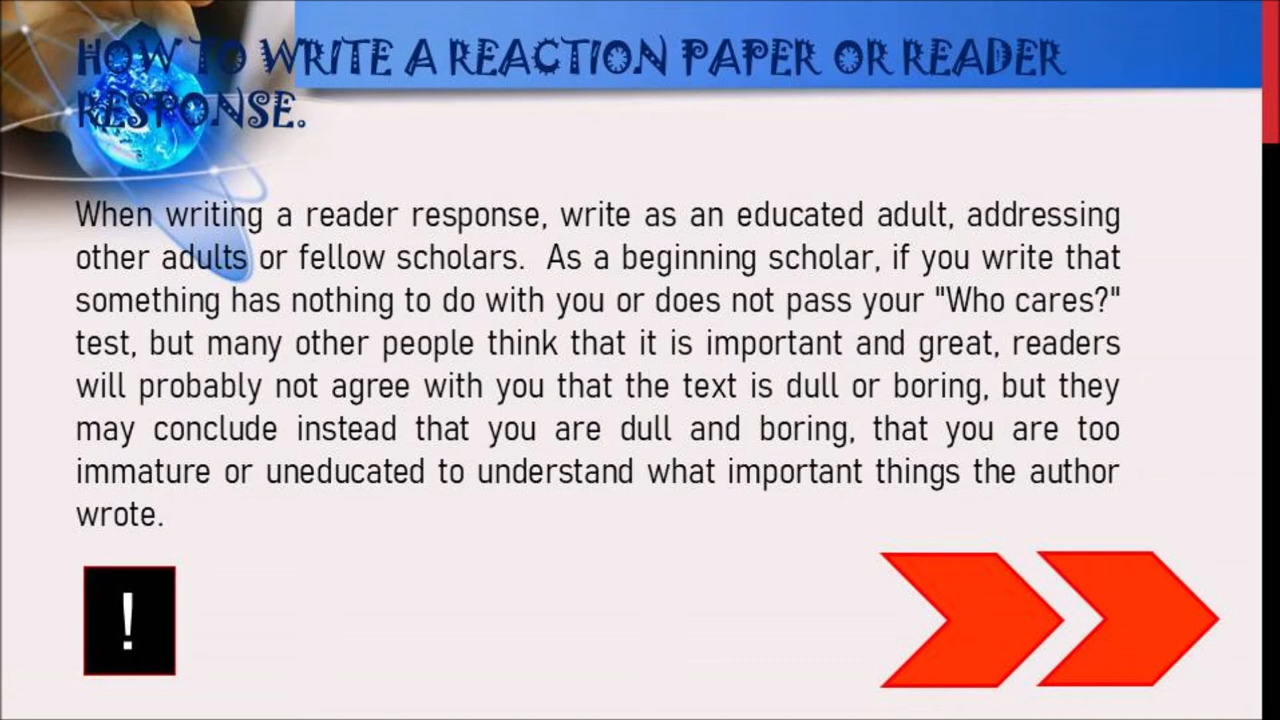 HOW TO WRITE A REACTION PAPER OR READER
RESPONSE.
When writing a reader response, write as an educated adult, addressing
other adults or fellow scholars.  As a beginning scholar, if you write that
something has nothing to do with you or does not pass your "Who cares?"
test, but many other people think that it is important and great, readers
will probably not agree with you that the text is dull or boring, but they
may conclude instead that you are dull and boring, that you are too
immature or uneducated to understand what important things the author
wrote.
!